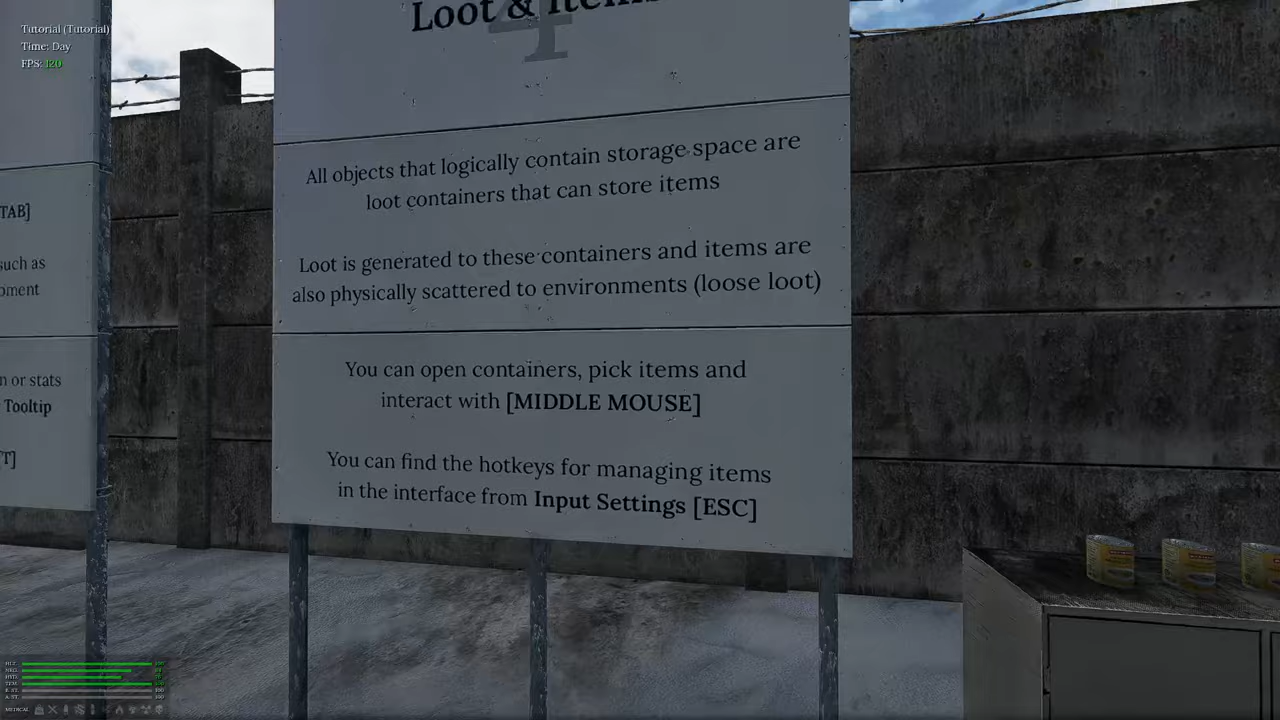 Tutorial (Tutorial)
Time: Day
FPS: 120
TAB]
such as
n or stats
Tooltip
T]
4
Loot & Items
All objects that logically contain storage space are
loot containers that can store items
Loot is generated to these containers and items are
also physically scattered to environments (loose loot)
You can open containers, pick items and
interact with [MIDDLE MOUSE]
You can find the hotkeys for managing items
in the interface from Input Settings [ESC]
MEDICAL